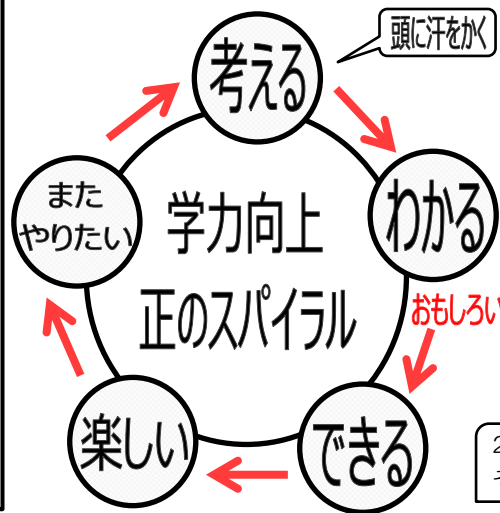 頭に汗をかく
考える
わかる
おもしろい
できる
楽しい
また
やりたい
学力向上
正のスパイラル